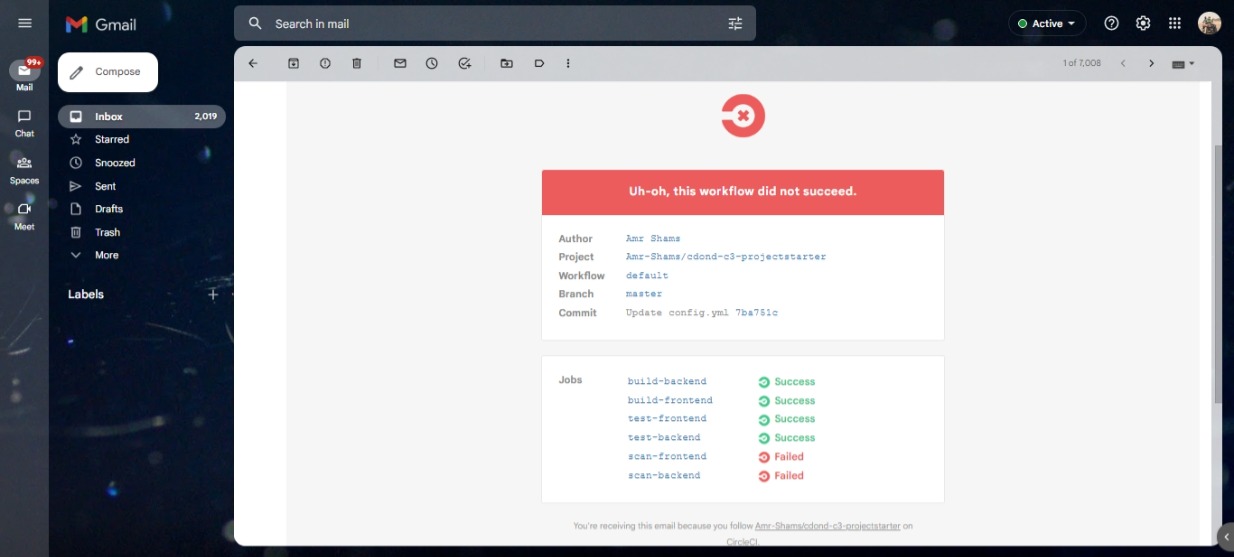 Gmail
Search in mail
Active
99+
Mail
Compose
1 of 7,008
Inbox 2,019
Chat
Starred
Snoozed
Spaces
Sent
Drafts
Meet
Trash
More
Labels
Uh-oh, this workflow did not succeed.
Author Amr Shams
Project Amr-Shams/cdond-c3-projectstarter
Workflow default
Branch master
Commit Update config.yml 7ba751c
Jobs build-backend Success
build-frontend Success
test-frontend Success
test-backend Success
scan-frontend Failed
scan-backend Failed
You're receiving this email because you follow Amr-Shams/cdond-c3-projectstarter on
CircleCI.